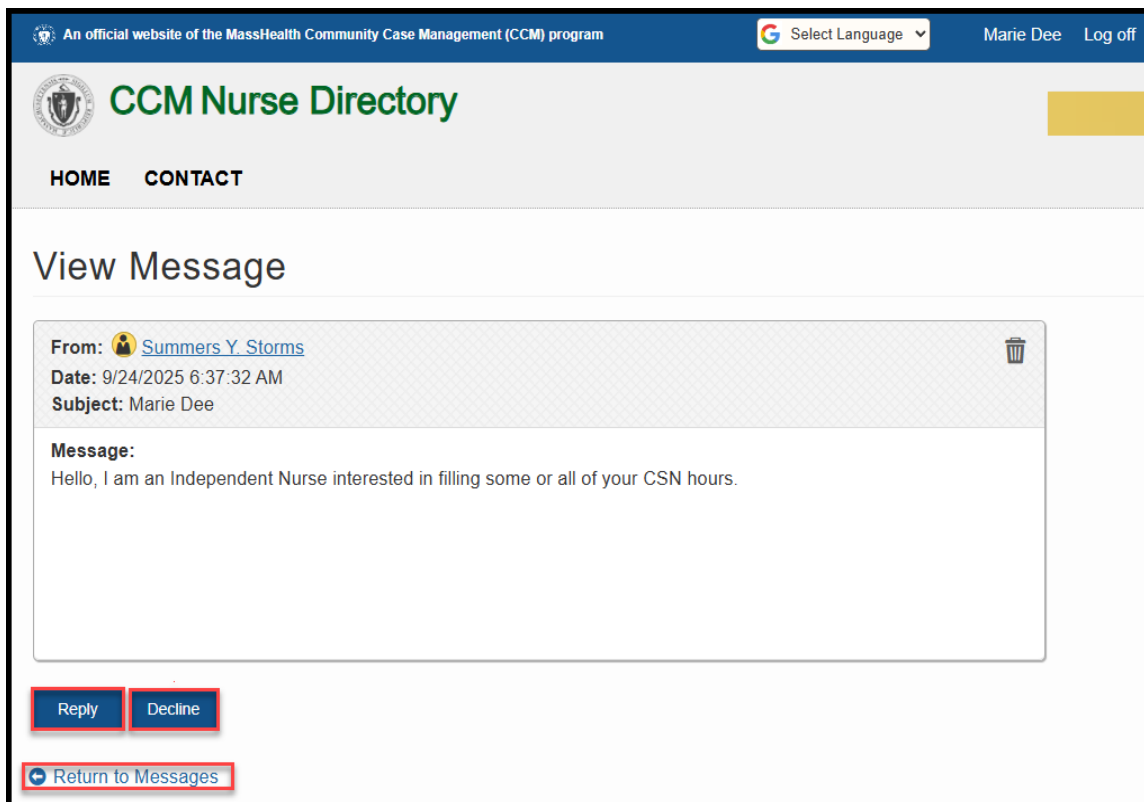 An official website of the MassHealth Community Case Management (CCM) program
Select Language
Marie Dee Log off
CCM Nurse Directory
HOME CONTACT
View Message
From: Summers Y. Storms
Date: 9/24/2025 6:37:32 AM
Subject: Marie Dee
Message:
Hello, I am an Independent Nurse interested in filling some or all of your CSN hours.
Reply Decline
Return to Messages